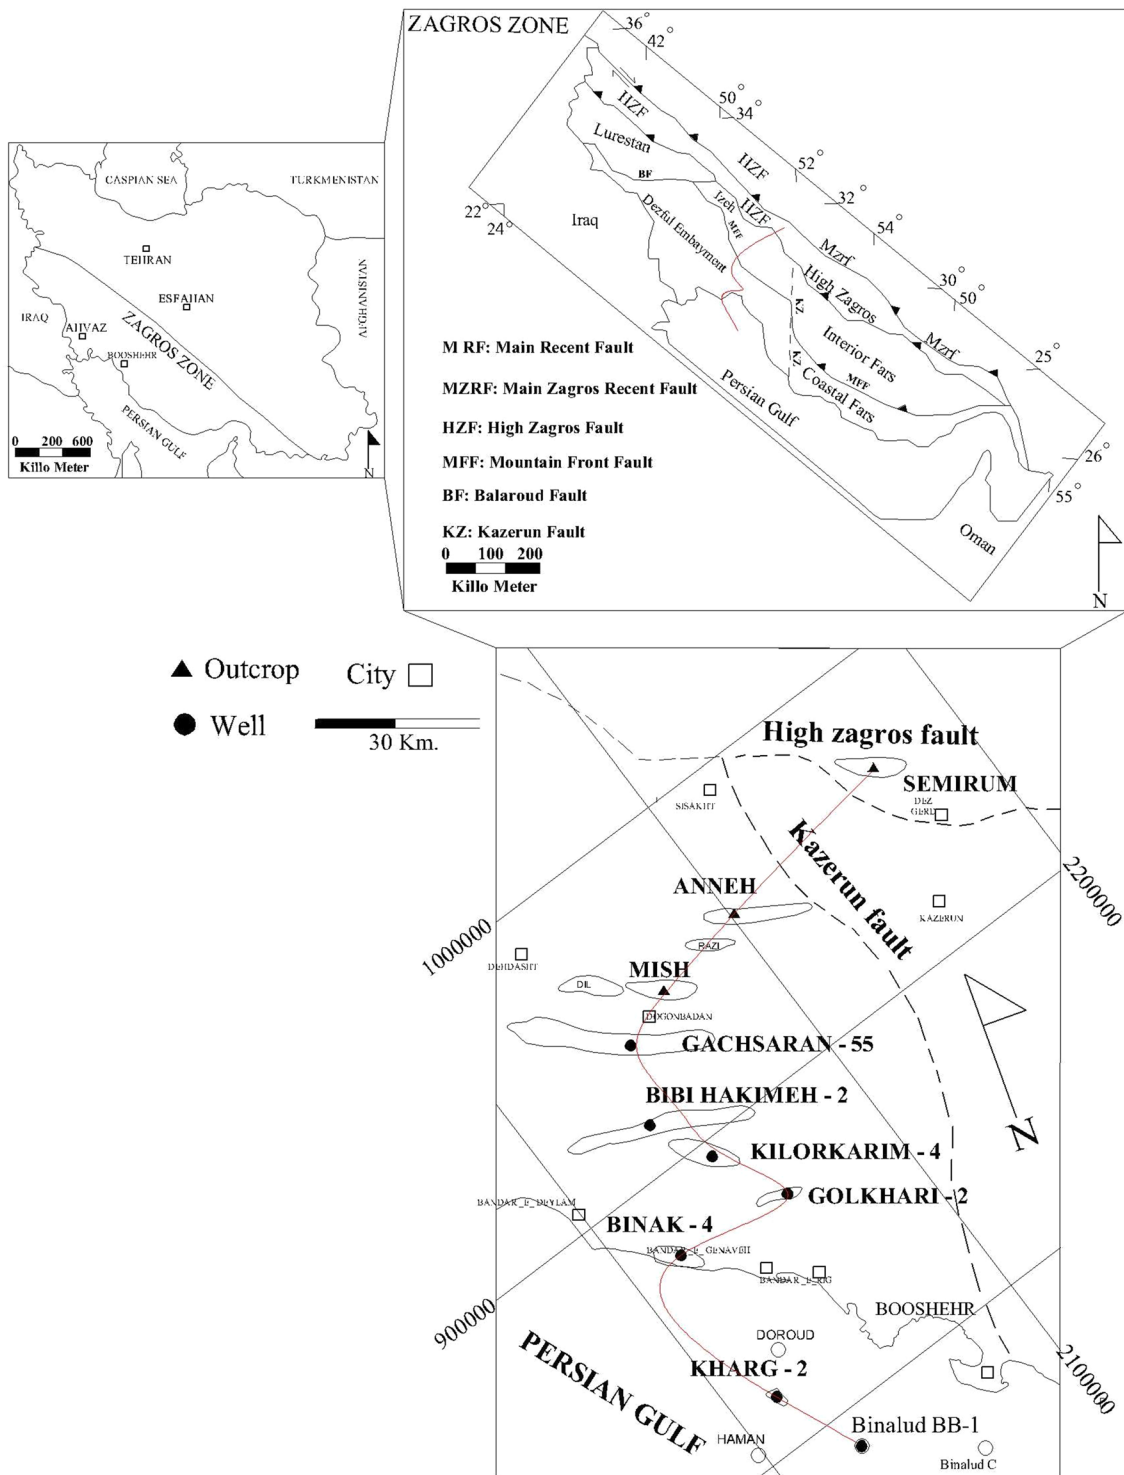 ZAGROS ZONE
36°
42°
50°
34°
52°
32°
54°
30°
50°
25°
26°
55°
22°
24°
HZF
Lurestan
HZF
BF
Izeh
HZF
MFF
Dezful Embayment
Iraq
Mzrf
High Zagros
KZ
Interior Fars
Mzrf
KZ
MFF
Coastal Fars
Persian Gulf
Oman
M RF: Main Recent Fault
MZRF: Main Zagros Recent Fault
HZF: High Zagros Fault
MFF: Mountain Front Fault
BF: Balaroud Fault
KZ: Kazerun Fault
0 100 200
Killo Meter
N
CASPIAN SEA
TURKMENISTAN
TEHRAN
AFGHANISTAN
ESFAHAN
IRAQ
AHVAZ
ZAGROS ZONE
BOOSHEHR
PERSIAN GULF
0 200 600
Killo Meter
N
Outcrop
City
Well
30 Km.
High zagros fault
SEMIRUM
DEZ
GERD
SISAKHT
Kazerun fault
ANNEH
KAZERUN
2200000
1000000
RAZI
DEHDASHT
MISH
DIL
DOGONBADAN
GACHSARAN - 55
BIBI HAKIMEH - 2
N
KILORKARIM - 4
GOLKHARI - 2
BANDAR_E_DEYLAM
BINAK - 4
BANDAR_E_GENAVEH
BANDAR_E_RIG
BOOSHEHR
900000
DOROUD
2100000
PERSIAN GULF
KHARG - 2
HAMAN
Binalud BB-1
Binalud C